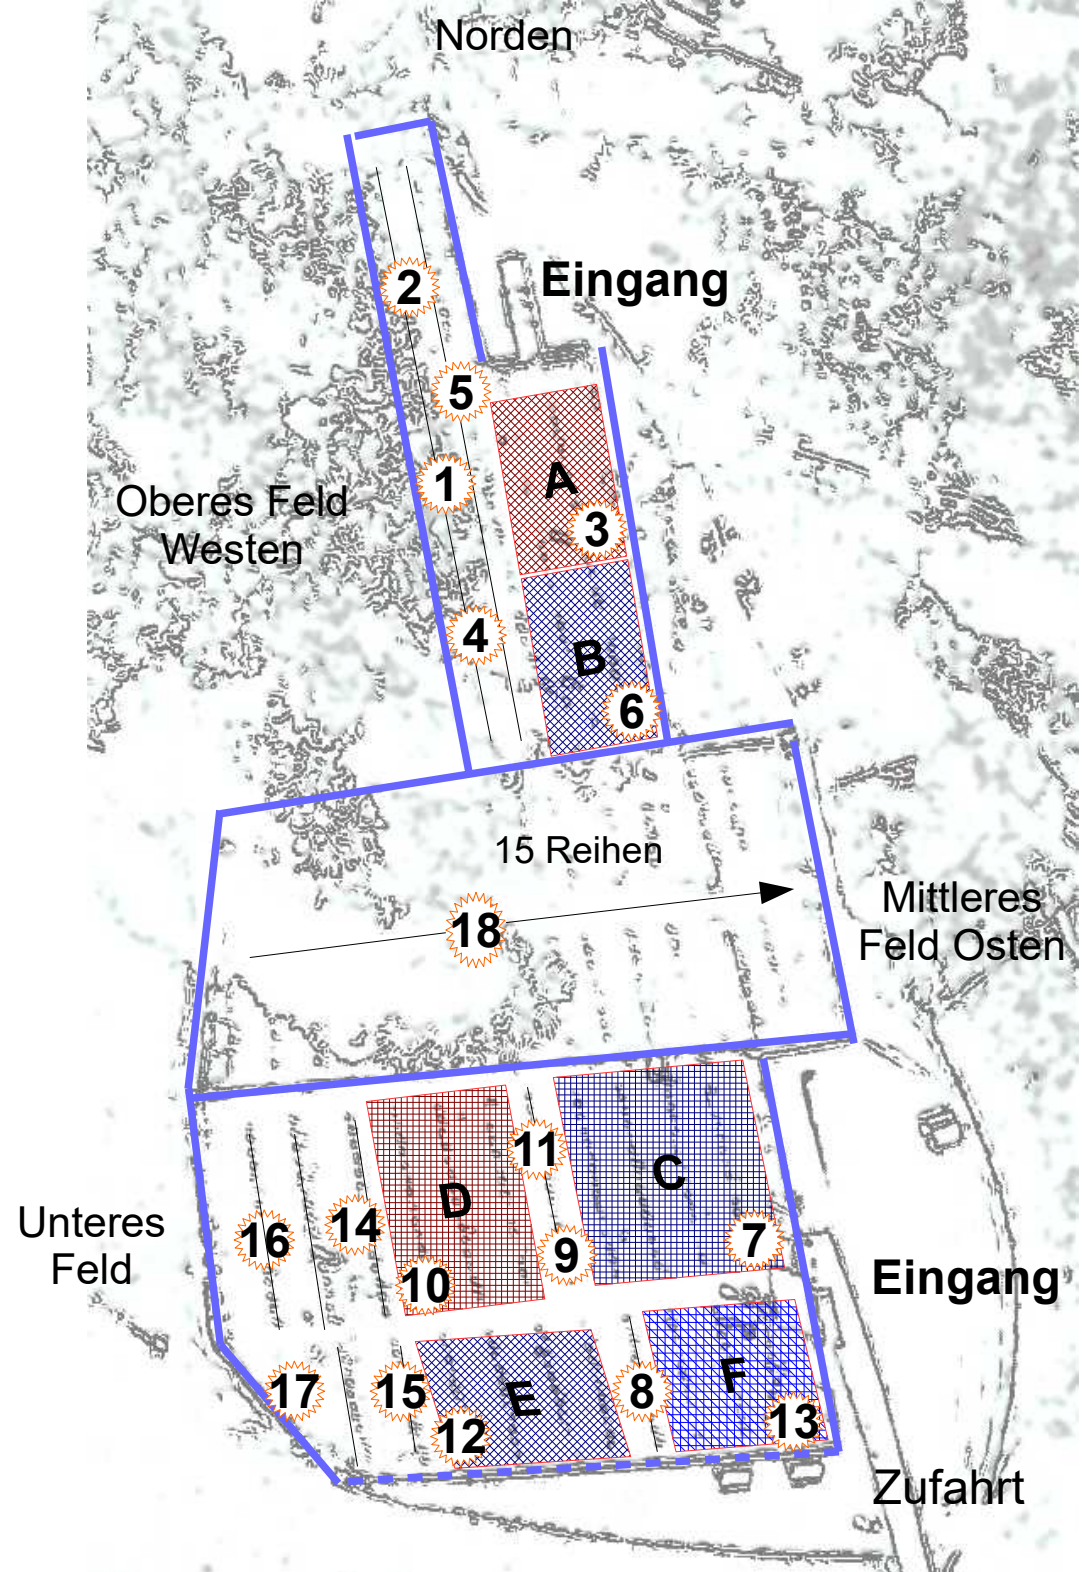 Norden
Eingang
2
5
1
A
3
Oberes Feld
Westen
4
B
6
15 Reihen
18
Mittleres
Feld Osten
11
C
D
16
14
9
7
10
Unteres
Feld
Eingang
17
15
E
8
F
12
13
Zufahrt